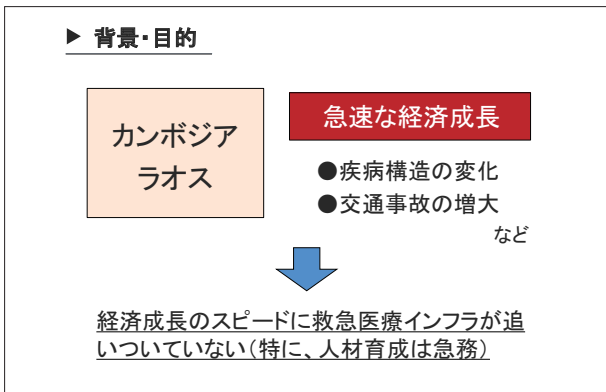 ▶ 背景・目的
カンボジア
ラオス
急速な経済成長
●疾病構造の変化
●交通事故の増大
など
経済成長のスピードに救急医療インフラが追
いついていない（特に、人材育成は急務）